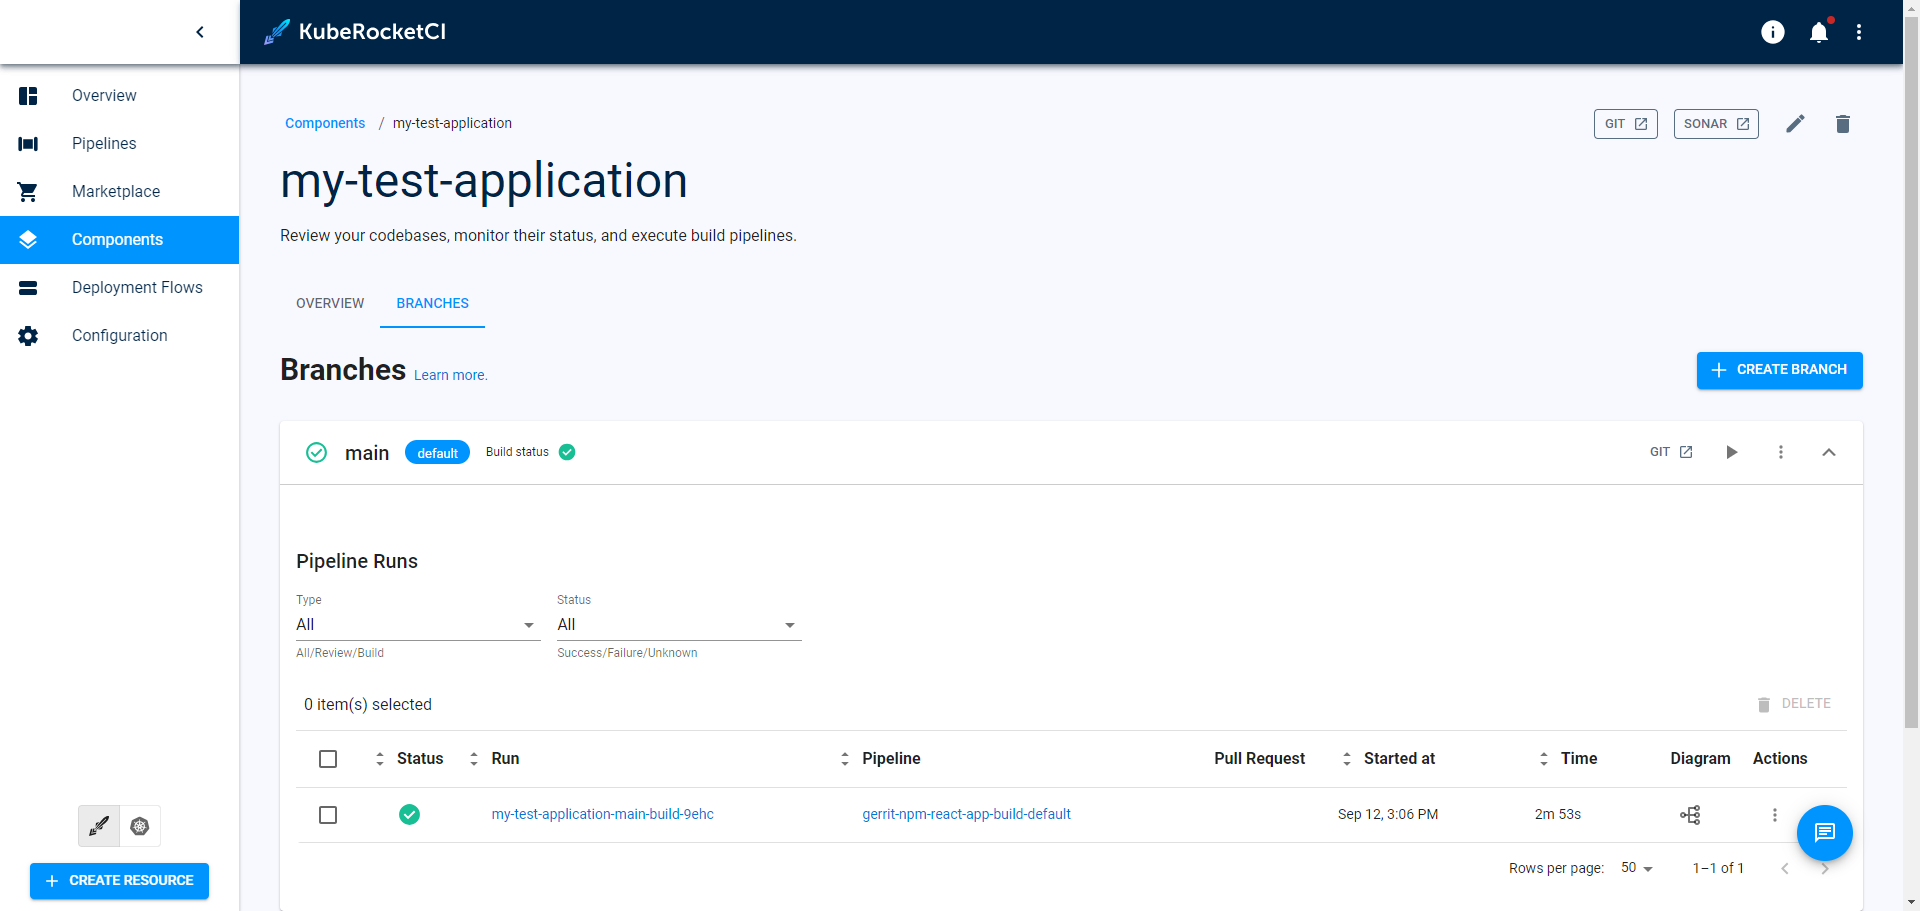 KubeRocketCI
Overview
Pipelines
Marketplace
Components
Deployment Flows
Configuration
CREATE RESOURCE
Components / my-test-application
GIT
SONAR
my-test-application
Review your codebases, monitor their status, and execute build pipelines.
OVERVIEW
BRANCHES
Branches Learn more.
CREATE BRANCH
main default Build status
GIT
Pipeline Runs
Type
All
All/Review/Build
Status
All
Success/Failure/Unknown
0 item(s) selected
DELETE
Status Run Pipeline Pull Request Started at Time Diagram Actions
my-test-application-main-build-9ehc gerrit-npm-react-app-build-default Sep 12, 3:06 PM 2m 53s
Rows per page: 50 1–1 of 1